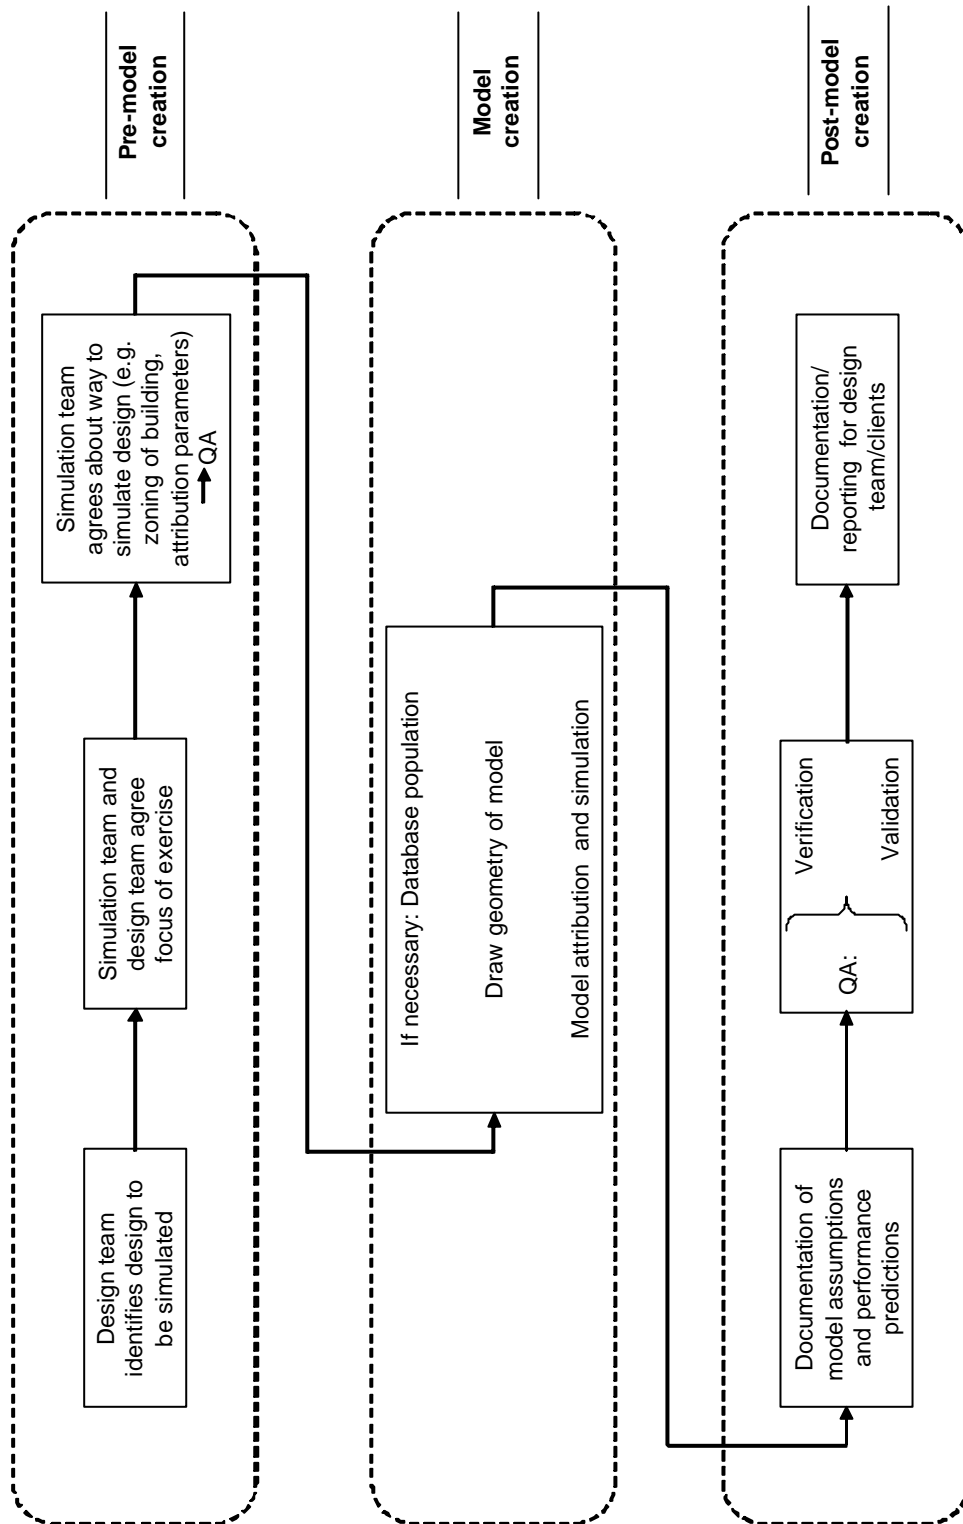 Pre-model
creation
Design team
identifies design to
be simulated
Simulation team and
design team agree
focus of exercise
Simulation team
agrees about way to
simulate design (e.g.
zoning of building,
attribution parameters)
QA
Model
creation
If necessary: Database population
Draw geometry of model
Model attribution and simulation
Post-model
creation
Documentation of
model assumptions
and performance
predictions
QA:
Verification
Validation
Documentation/
reporting for design
team/clients